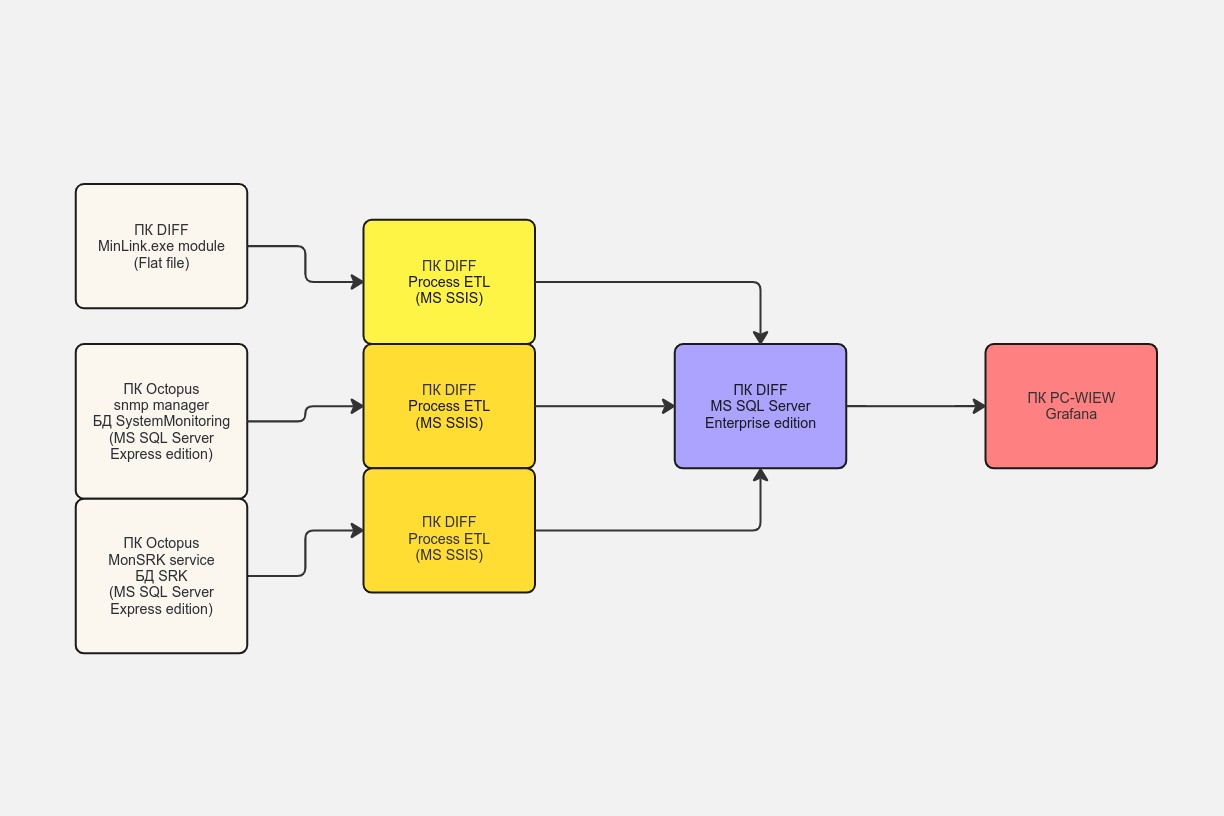 ПК DIFF
MinLink.exe module
(Flat file)
ПК Octopus
snmp manager
БД SystemMonitoring
(MS SQL Server
Express edition)
ПК Octopus
MonSRK service
БД SRK
(MS SQL Server
Express edition)
ПК DIFF
Process ETL
(MS SSIS)
ПК DIFF
Process ETL
(MS SSIS)
ПК DIFF
Process ETL
(MS SSIS)
ПК DIFF
MS SQL Server
Enterprise edition
ПК PC-WIEW
Grafana